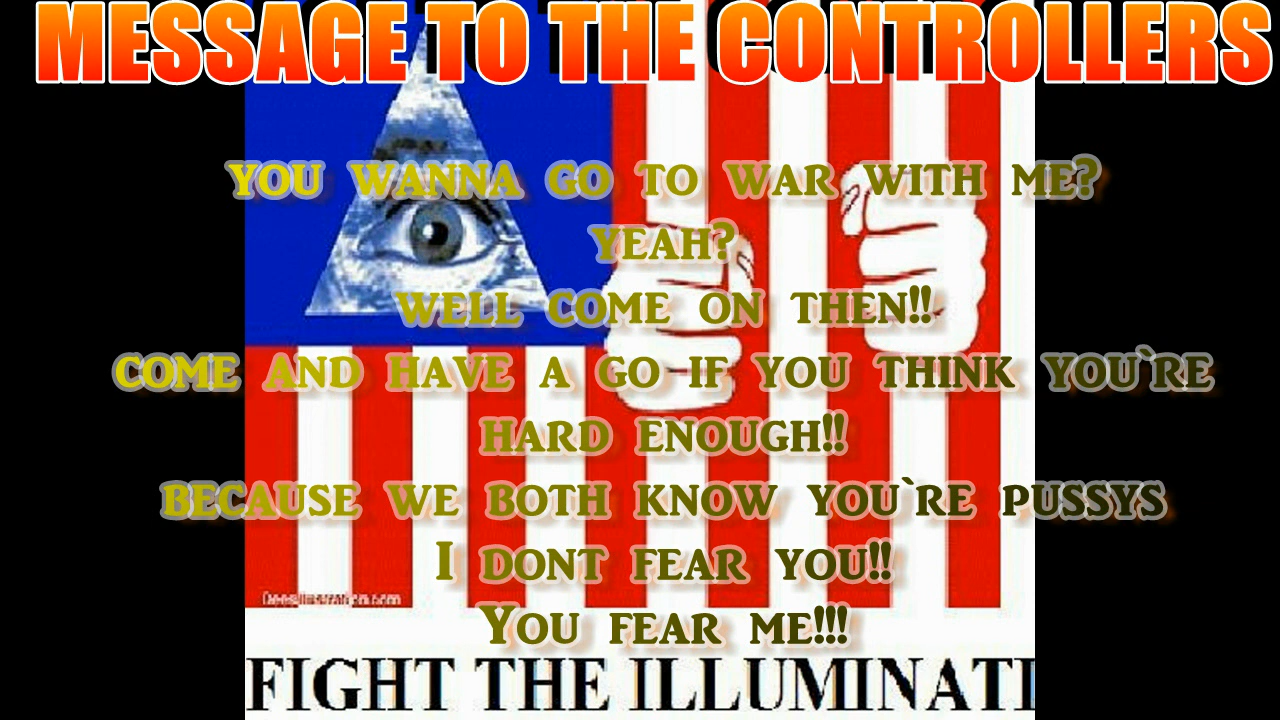 MESSAGE TO THE CONTROLLERS
YOU WANNA GO TO WAR WITH ME?
YEAH?
WELL COME ON THEN!!
COME AND HAVE A GO IF YOU THINK YOU`RE
HARD ENOUGH!!
BECAUSE WE BOTH KNOW YOU`RE PUSSYS
I DONT FEAR YOU!!
YOU FEAR ME!!!
FIGHT THE ILLUMINATI